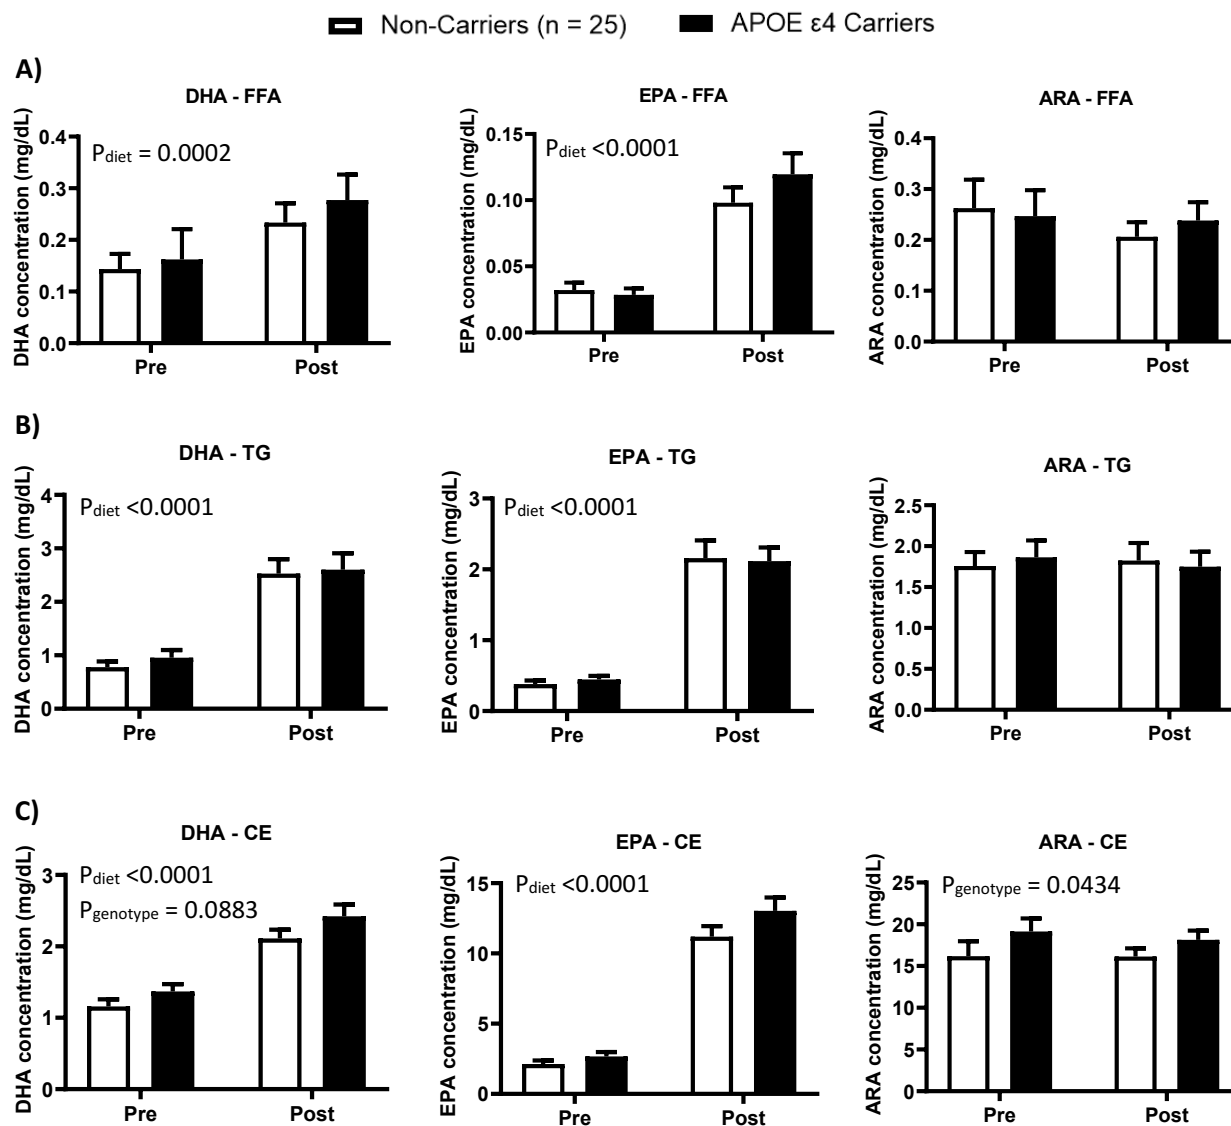 Non-Carriers (n = 25) APOE ε4 Carriers
A)
DHA - FFA
DHA concentration (mg/dL)
Pdiet = 0.0002
0.4
0.3
0.2
0.1
0.0
Pre Post
EPA - FFA
EPA concentration (mg/dL)
Pdiet <0.0001
0.15
0.10
0.05
0.00
Pre Post
ARA - FFA
ARA concentration (mg/dL)
0.4
0.3
0.2
0.1
0.0
Pre Post
B)
DHA - TG
DHA concentration (mg/dL)
Pdiet <0.0001
4
3
2
1
0
Pre Post
EPA - TG
EPA concentration (mg/dL)
Pdiet <0.0001
3
2
1
0
Pre Post
ARA - TG
ARA concentration (mg/dL)
2.5
2.0
1.5
1.0
0.5
0.0
Pre Post
C)
DHA - CE
DHA concentration (mg/dL)
Pdiet <0.0001
Pgenotype = 0.0883
3
2
1
0
Pre Post
EPA - CE
EPA concentration (mg/dL)
Pdiet <0.0001
15
10
5
0
Pre Post
ARA - CE
ARA concentration (mg/dL)
Pgenotype = 0.0434
25
20
15
10
5
0
Pre Post